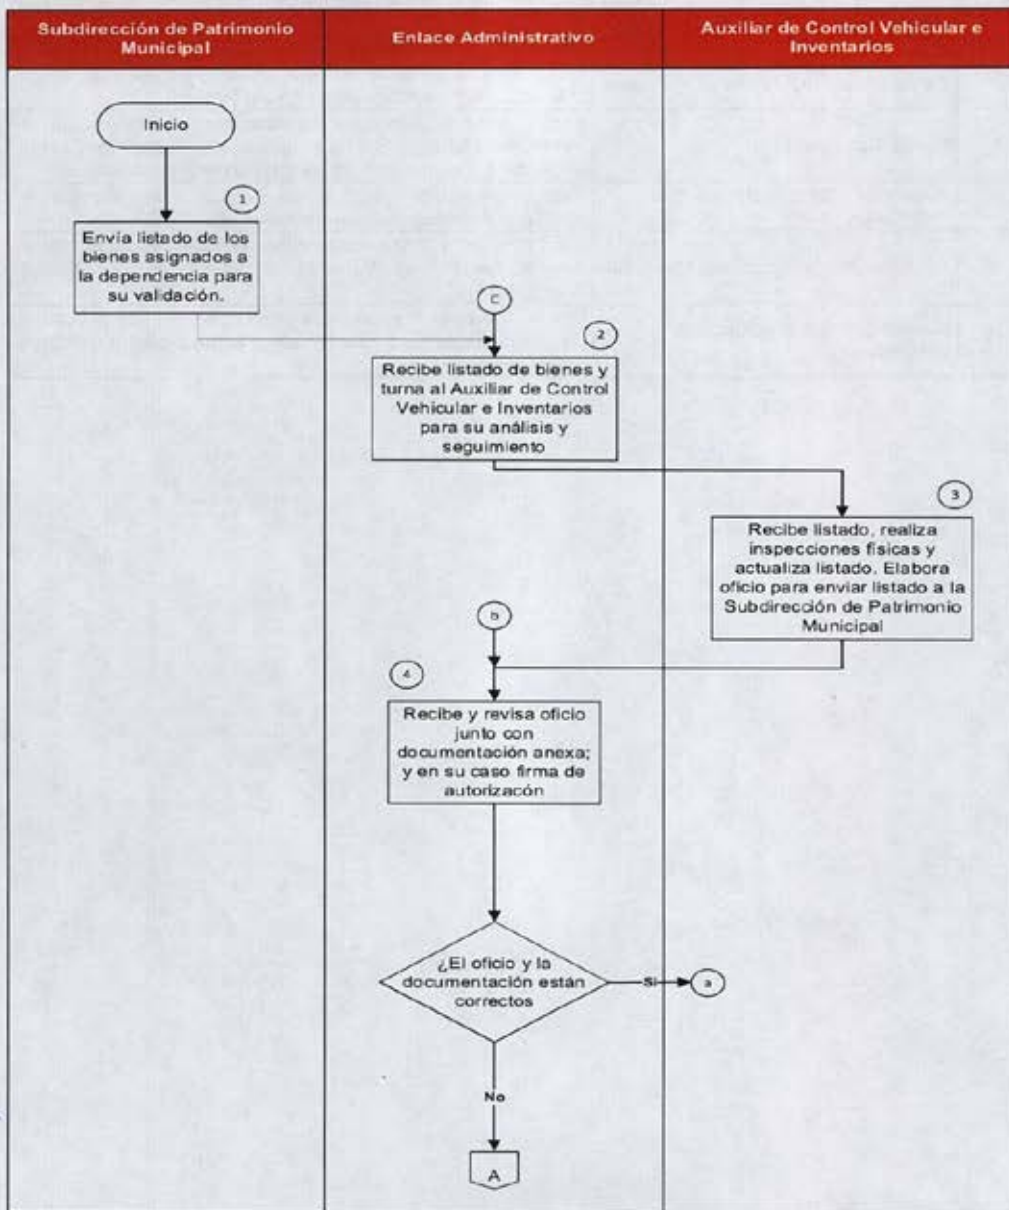 Subdirección de Patrimonio
Municipal
Enlace Administrativo
Auxiliar de Control Vehicular e
Inventarios
Inicio
1
Envía listado de los
bienes asignados a
la dependencia para
su validación.
C
2
Recibe listado de bienes y
turna al Auxiliar de Control
Vehicular e Inventarios
para su análisis y
seguimiento
3
Recibe listado, realiza
inspecciones físicas y
actualiza listado. Elabora
oficio para enviar listado a la
Subdirección de Patrimonio
Municipal
b
4
Recibe y revisa oficio
junto con
documentación anexa;
y en su caso firma de
autorizacón
¿El oficio y la
documentación están
correctos
Si
a
No
A